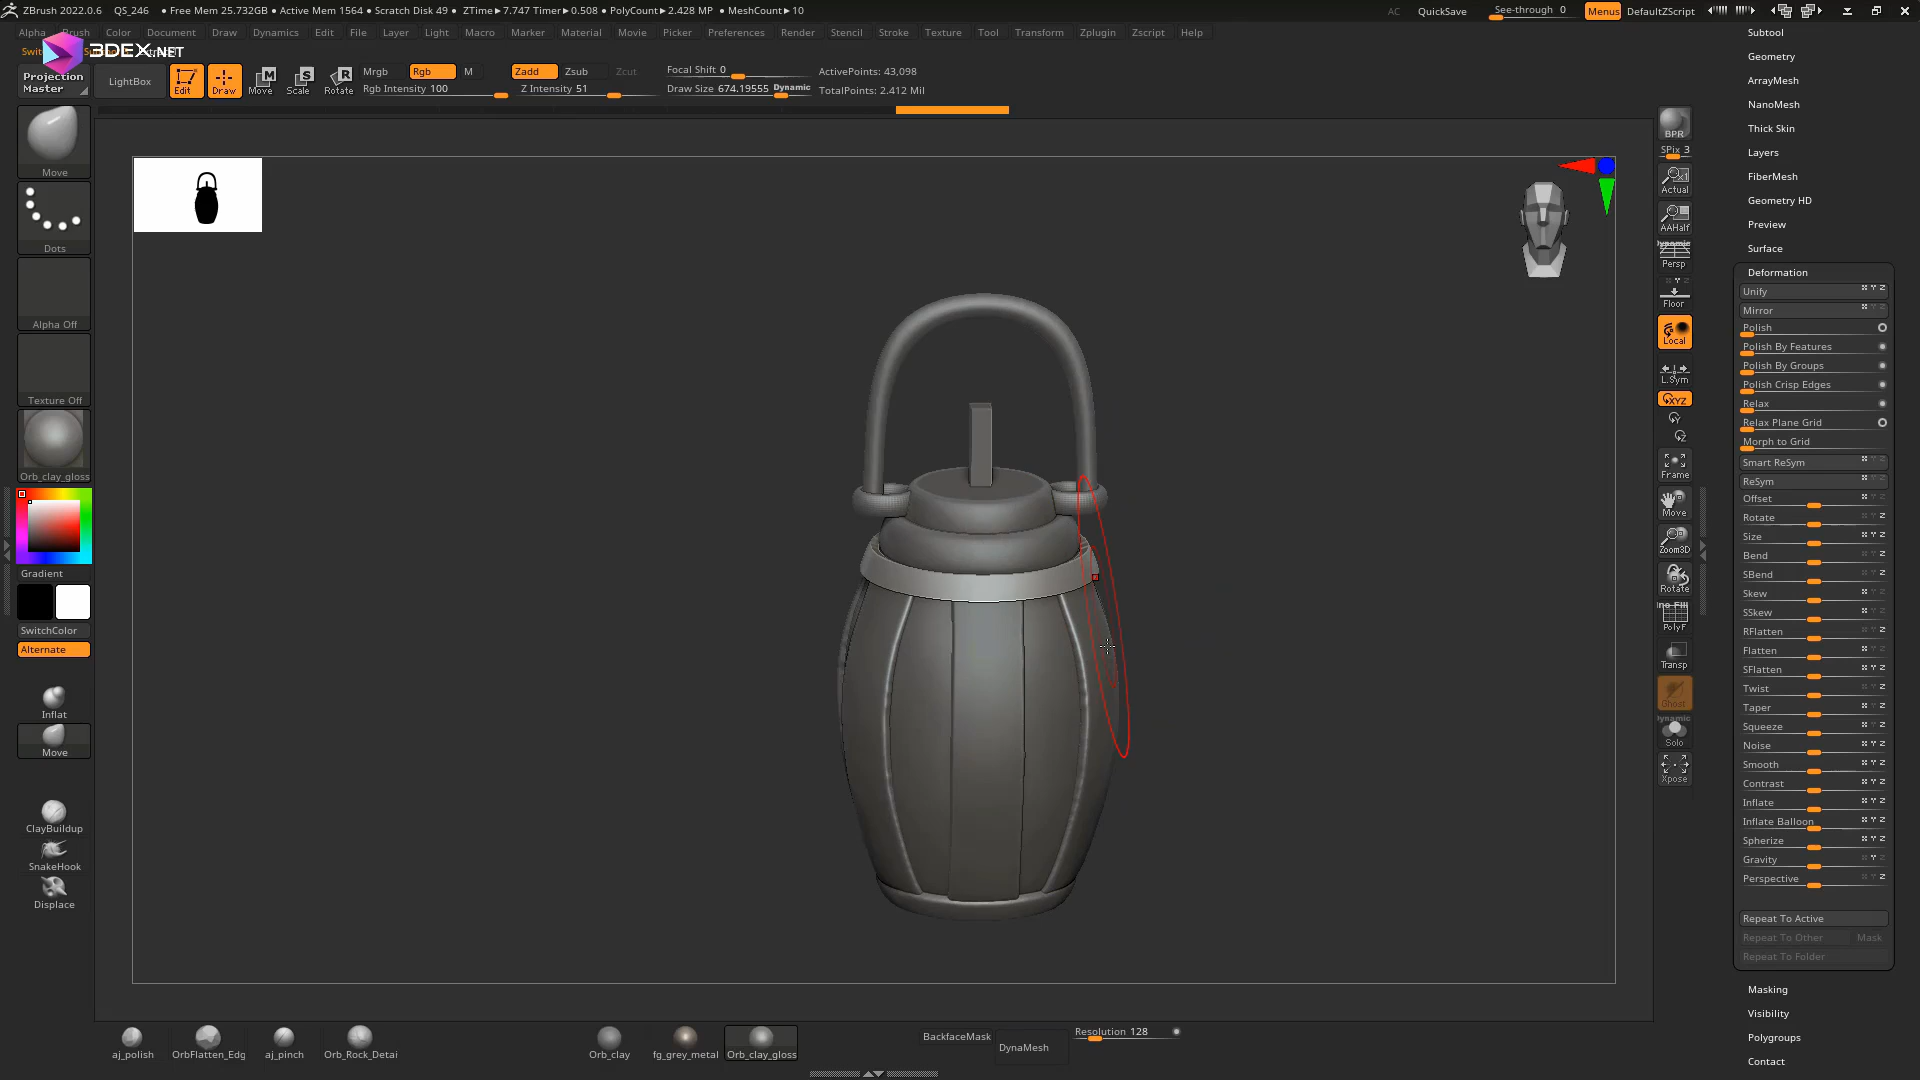 ZBrush 2022.0.6 QS_246 • Free Mem 25.732GB • Active Mem 1564 • Scratch Disk 49 • ZTime▸7.747 Timer▸0.508 • PolyCount▸2.428 MP • MeshCount▸10
AC QuickSave See-through 0 Menus DefaultZScript
Alpha Brush Color Document Draw Dynamics Edit File Layer Light Macro Marker Material Movie Picker Preferences Render Stencil Stroke Texture Tool Transform Zplugin Zscript Help
3DEX.NET
Projection
Master
LightBox
Edit
Draw
Move
Scale
Rotate
Mrgb Rgb M
Rgb Intensity 100
Zadd Zsub Zcut
Z Intensity 51
Focal Shift 0
Draw Size 674.19555 Dynamic
ActivePoints: 43,098
TotalPoints: 2.412 Mil
Move
Dots
Alpha Off
Texture Off
Orb_clay_gloss
Gradient
SwitchColor
Alternate
Inflat
Move
ClayBuildup
SnakeHook
Displace
BPR
SPix 3
Actual
AAHalf
Dynamic
Persp
Floor
Local
L.Sym
XYZ
Frame
Move
Zoom3D
Rotate
PolyF
Transp
Ghost
Dynamic
Solo
Xpose
Subtool
Geometry
ArrayMesh
NanoMesh
Thick Skin
Layers
FiberMesh
Geometry HD
Preview
Surface
Deformation
Unify
Mirror
Polish
Polish By Features
Polish By Groups
Polish Crisp Edges
Relax
Relax Plane Grid
Morph to Grid
Smart ReSym
ReSym
Offset
Rotate
Size
Bend
SBend
Skew
SSkew
RFlatten
Flatten
SFlatten
Twist
Taper
Squeeze
Noise
Smooth
Contrast
Inflate
Inflate Balloon
Spherize
Gravity
Perspective
Repeat To Active
Repeat To Other Mask
Repeat To Folder
Masking
Visibility
Polygroups
Contact
aj_polish
OrbFlatten_Edg
aj_pinch
Orb_Rock_Detai
Orb_clay
fg_grey_metal
Orb_clay_gloss
BackfaceMask
DynaMesh
Resolution 128